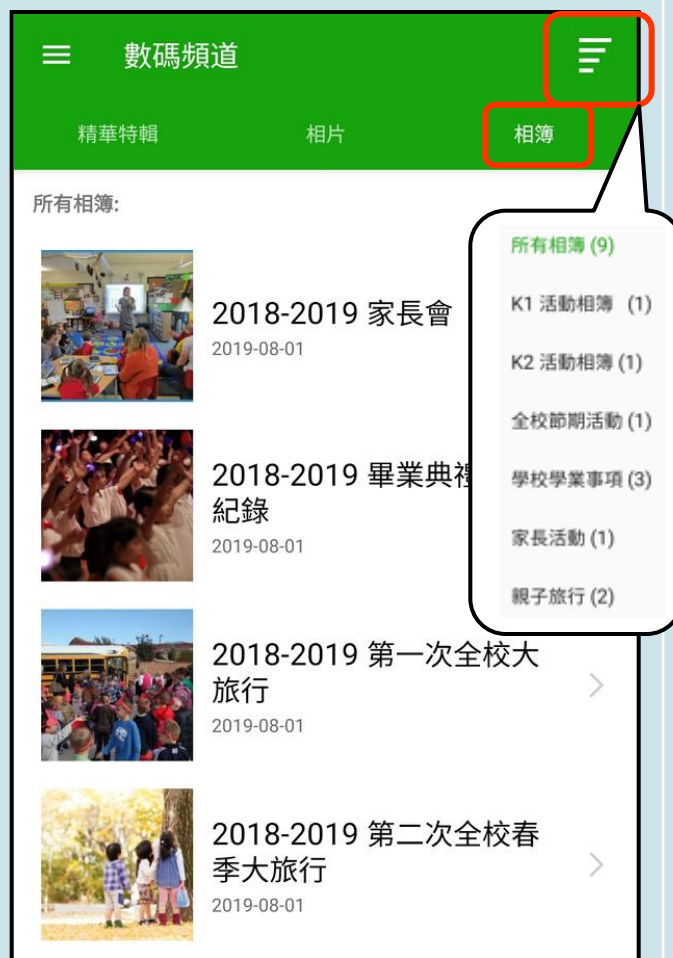 數碼頻道
精華特輯
相片
相簿
所有相簿:
2018-2019 家長會
2019-08-01
2018-2019 畢業典禮
紀錄
2019-08-01
2018-2019 第一次全校大
旅行
2019-08-01
2018-2019 第二次全校春
季大旅行
2019-08-01
所有相簿 (9)
K1 活動相簿 (1)
K2 活動相簿 (1)
全校節期活動 (1)
學校學業事項 (3)
家長活動 (1)
親子旅行 (2)